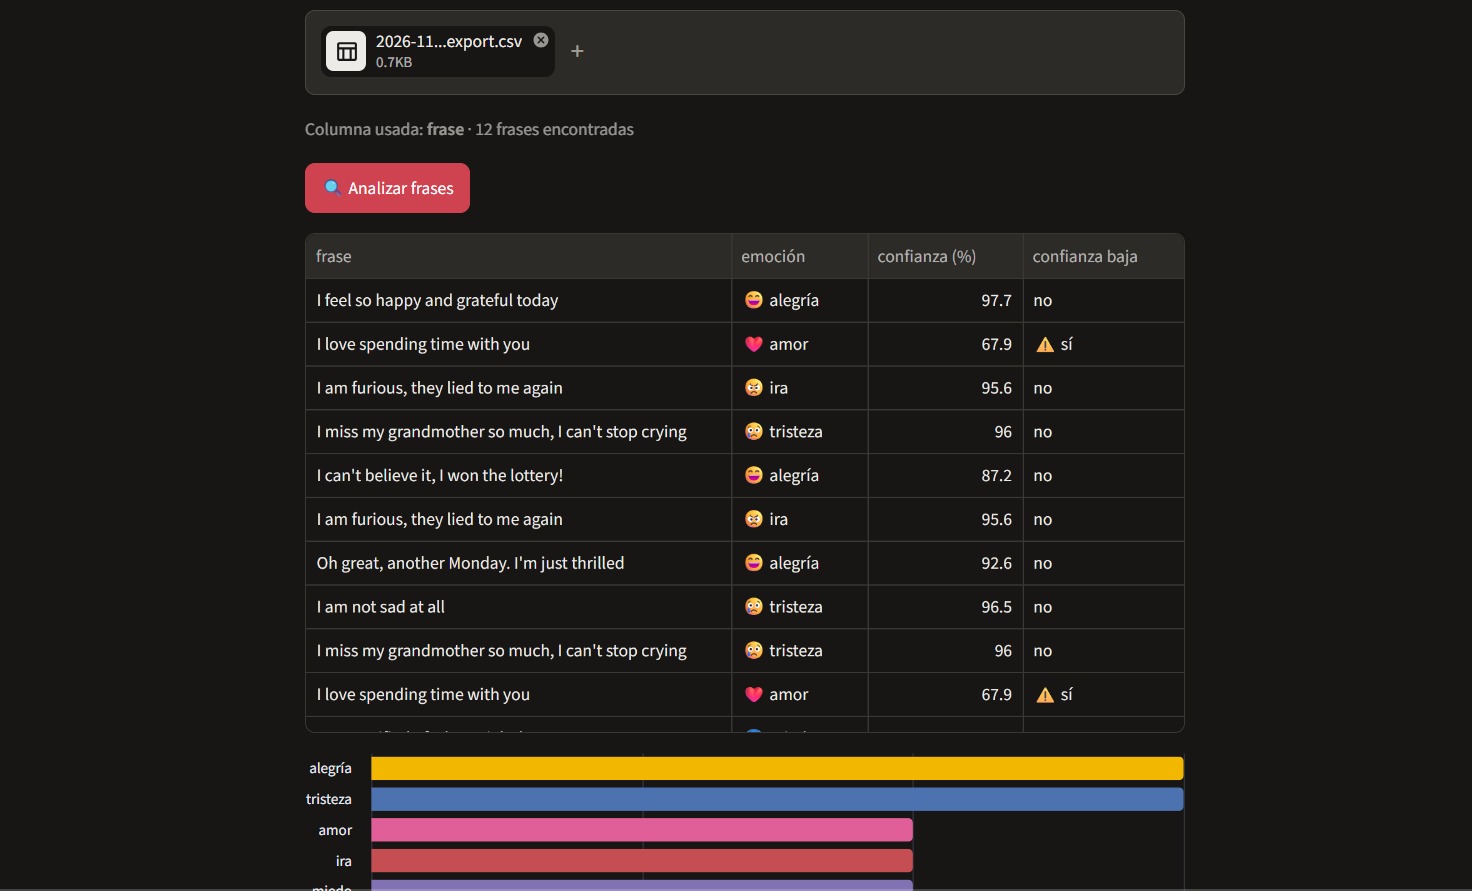 2026-11...export.csv
0.7KB
Columna usada: frase · 12 frases encontradas
Analizar frases
frase emoción confianza (%) confianza baja
I feel so happy and grateful today alegría 97.7 no
I love spending time with you amor 67.9 sí
I am furious, they lied to me again ira 95.6 no
I miss my grandmother so much, I can't stop crying tristeza 96 no
I can't believe it, I won the lottery! alegría 87.2 no
I am furious, they lied to me again ira 95.6 no
Oh great, another Monday. I'm just thrilled alegría 92.6 no
I am not sad at all tristeza 96.5 no
I miss my grandmother so much, I can't stop crying tristeza 96 no
I love spending time with you amor 67.9 sí
alegría
tristeza
amor
ira
miedo